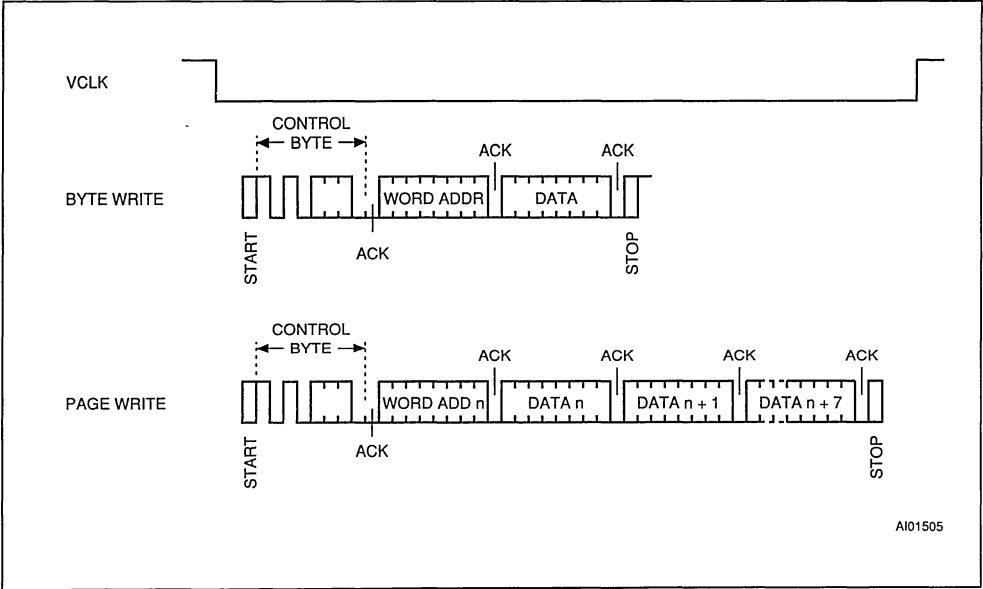 VCLK
CONTROL
BYTE
ACK
ACK
BYTE WRITE
WORD ADDR
DATA
ACK
START
STOP
CONTROL
BYTE
ACK
ACK
ACK
ACK
PAGE WRITE
WORD ADD n
DATA n
DATA n + 1
DATA n + 7
ACK
START
STOP
AI01505